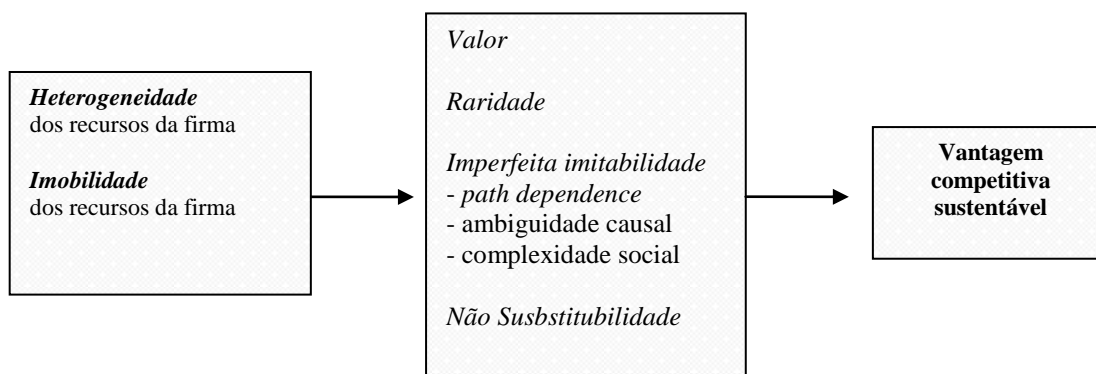 Heterogeneidade
dos recursos da firma
Imobilidade
dos recursos da firma
Valor
Raridade
Imperfeita imitabilidade
- path dependence
- ambiguidade causal
- complexidade social
Não Susbstitubilidade
Vantagem
competitiva
sustentável